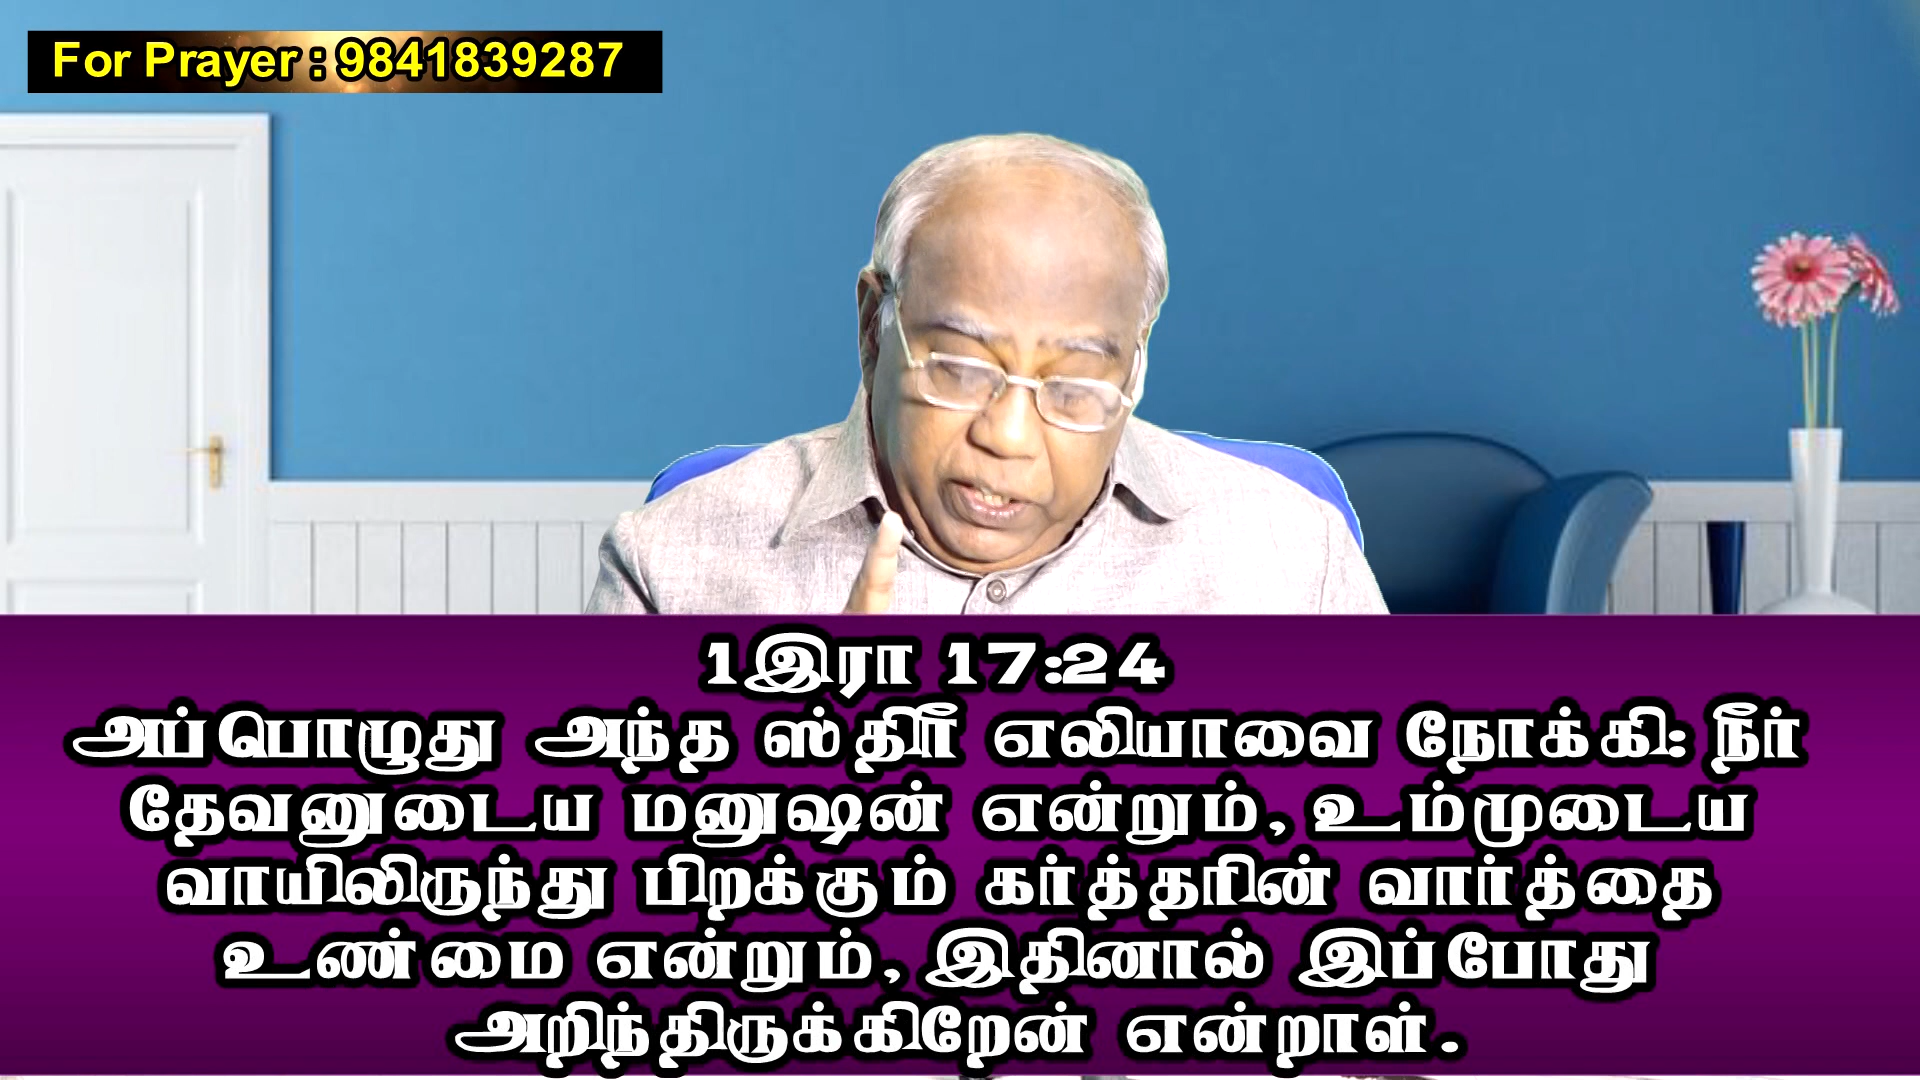 For Prayer : 9841839287
1இரா 17:24
அப்பொழுது அந்த ஸ்திரீ எலியாவை நோக்கி: நீர்
தேவனுடைய மனுஷன் என்றும், உம்முடைய
வாயிலிருந்து பிறக்கும் கர்த்தரின் வார்த்தை
உண்மை என்றும், இதினால் இப்போது
அறிந்திருக்கிறேன் என்றாள்.